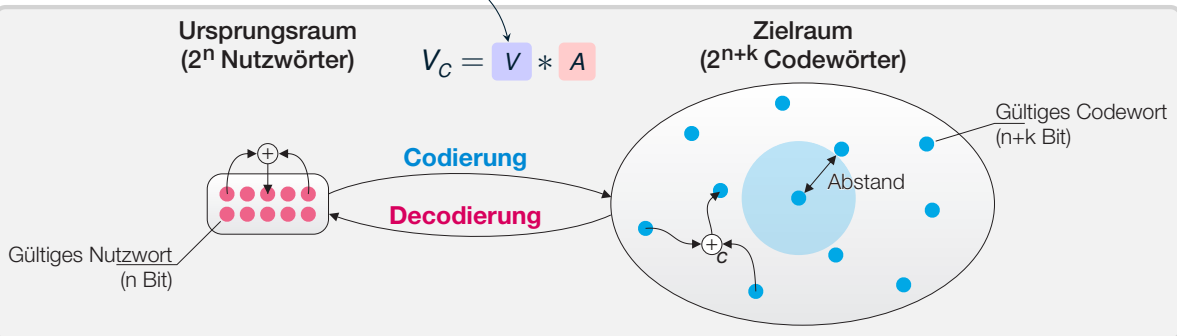 Ursprungsraum
(2ⁿ Nutzwörter)
V_C = V * A
Zielraum
(2ⁿ⁺ᵏ Codewörter)
Gültiges Codewort
(n+k Bit)
+
Codierung
Abstand
Decodierung
+
C
Gültiges Nutzwort
(n Bit)